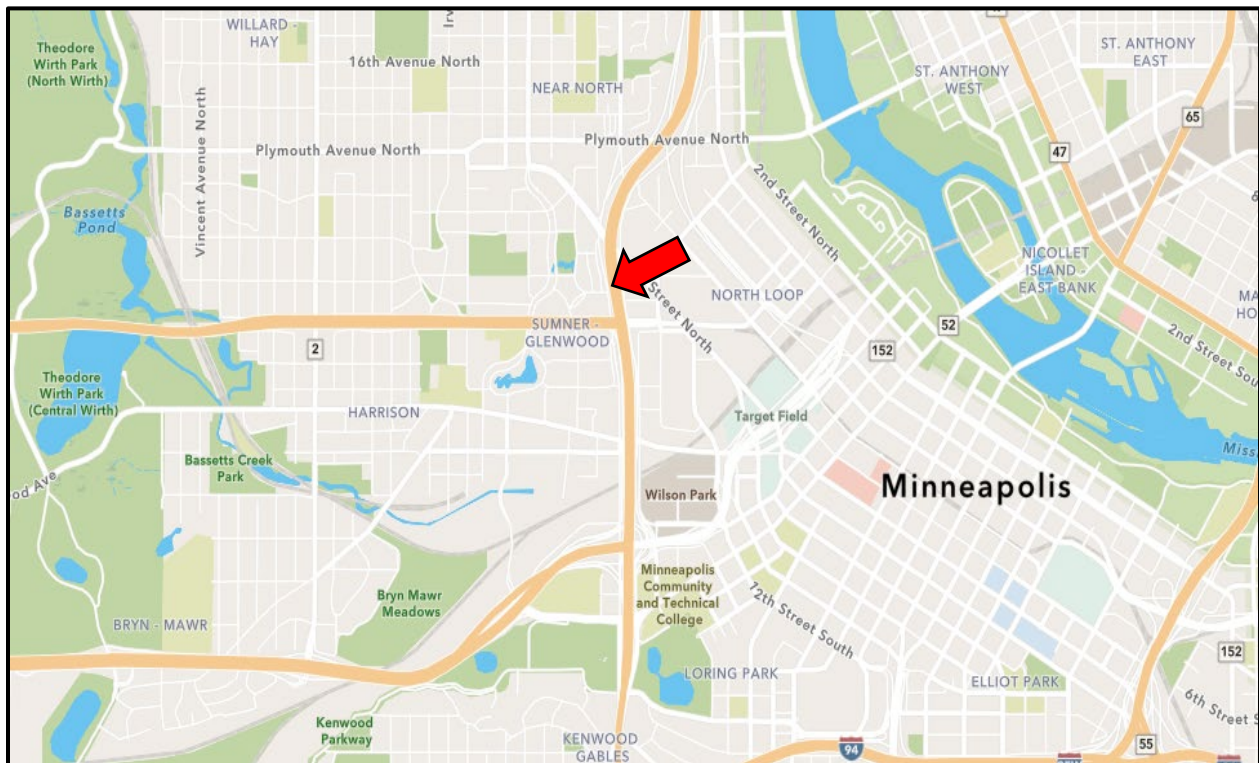 WILLARD -
HAY
Theodore
Wirth Park
(North Wirth)
16th Avenue North
NEAR NORTH
ST. ANTHONY
WEST
ST. ANTHONY
EAST
65
47
Vincent Avenue North
Plymouth Avenue North
Plymouth Avenue North
2nd Street North
Bassetts
Pond
NICOLLET
ISLAND -
EAST BANK
Street North
NORTH LOOP
SUMNER -
GLENWOOD
52
2nd Street Sou
2
152
Theodore
Wirth Park
(Central Wirth)
HARRISON
Target Field
Bassetts Creek
Park
od Ave
Wilson Park
Minneapolis
Missi
Minneapolis
Community
and Technical
College
Bryn Mawr
Meadows
12th Street South
BRYN - MAWR
LORING PARK
ELLIOT PARK
152
6th Street S
Kenwood
Parkway
KENWOOD
GABLES
94
55